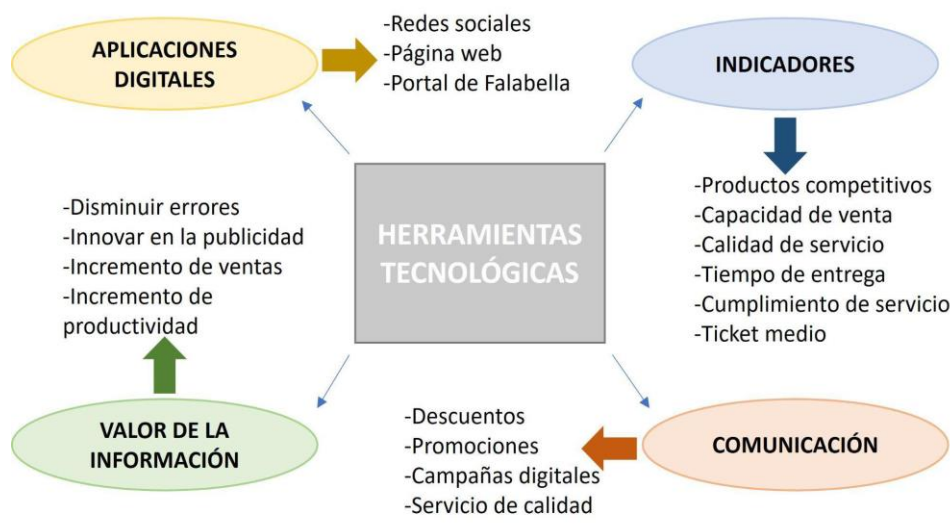 APLICACIONES
DIGITALES
-Redes sociales
-Página web
-Portal de Falabella
INDICADORES
-Productos competitivos
-Capacidad de venta
-Calidad de servicio
-Tiempo de entrega
-Cumplimiento de servicio
-Ticket medio
HERRAMIENTAS
TECNOLÓGICAS
-Disminuir errores
-Innovar en la publicidad
-Incremento de ventas
-Incremento de
productividad
VALOR DE LA
INFORMACIÓN
-Descuentos
-Promociones
-Campañas digitales
-Servicio de calidad
COMUNICACIÓN